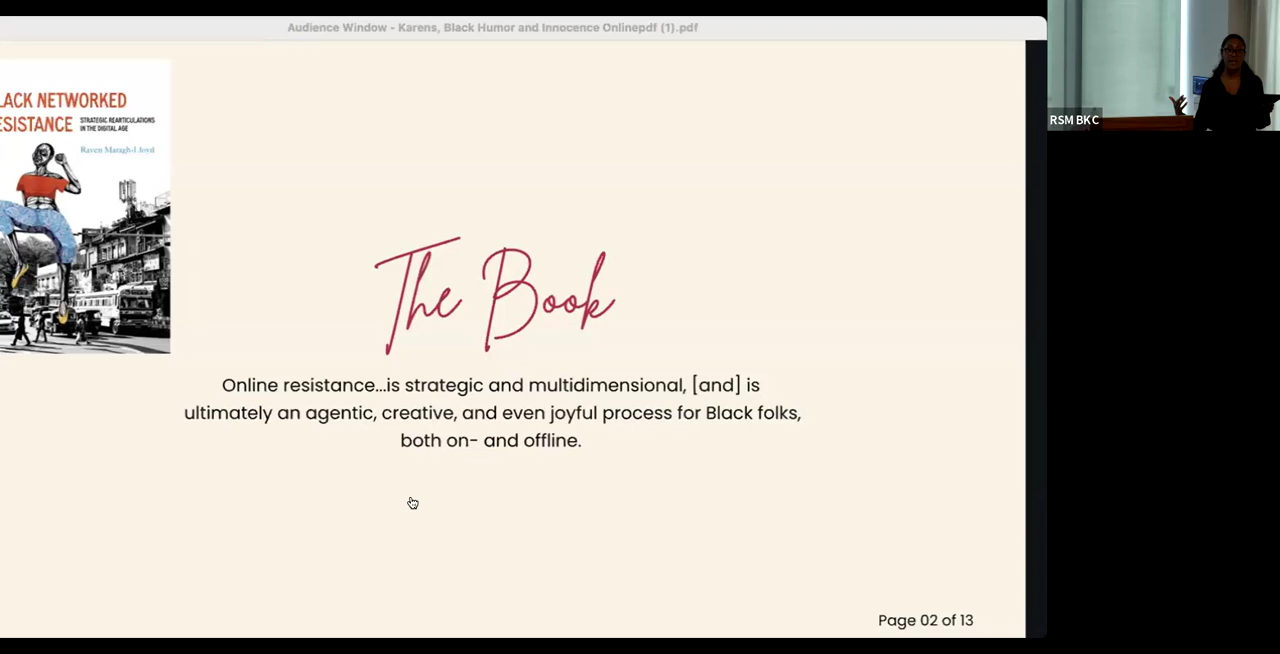 Audience Window - Karens, Black Humor and Innocence Onlinepdf (1).pdf
LACK NETWORKED
ESISTANCE
STRATEGIC REARTICULATIONS
IN THE DIGITAL AGE
Raven Maragh-Lloyd
RSM BKC
The Book
Online resistance...is strategic and multidimensional, [and] is
ultimately an agentic, creative, and even joyful process for Black folks,
both on- and offline.
Page 02 of 13